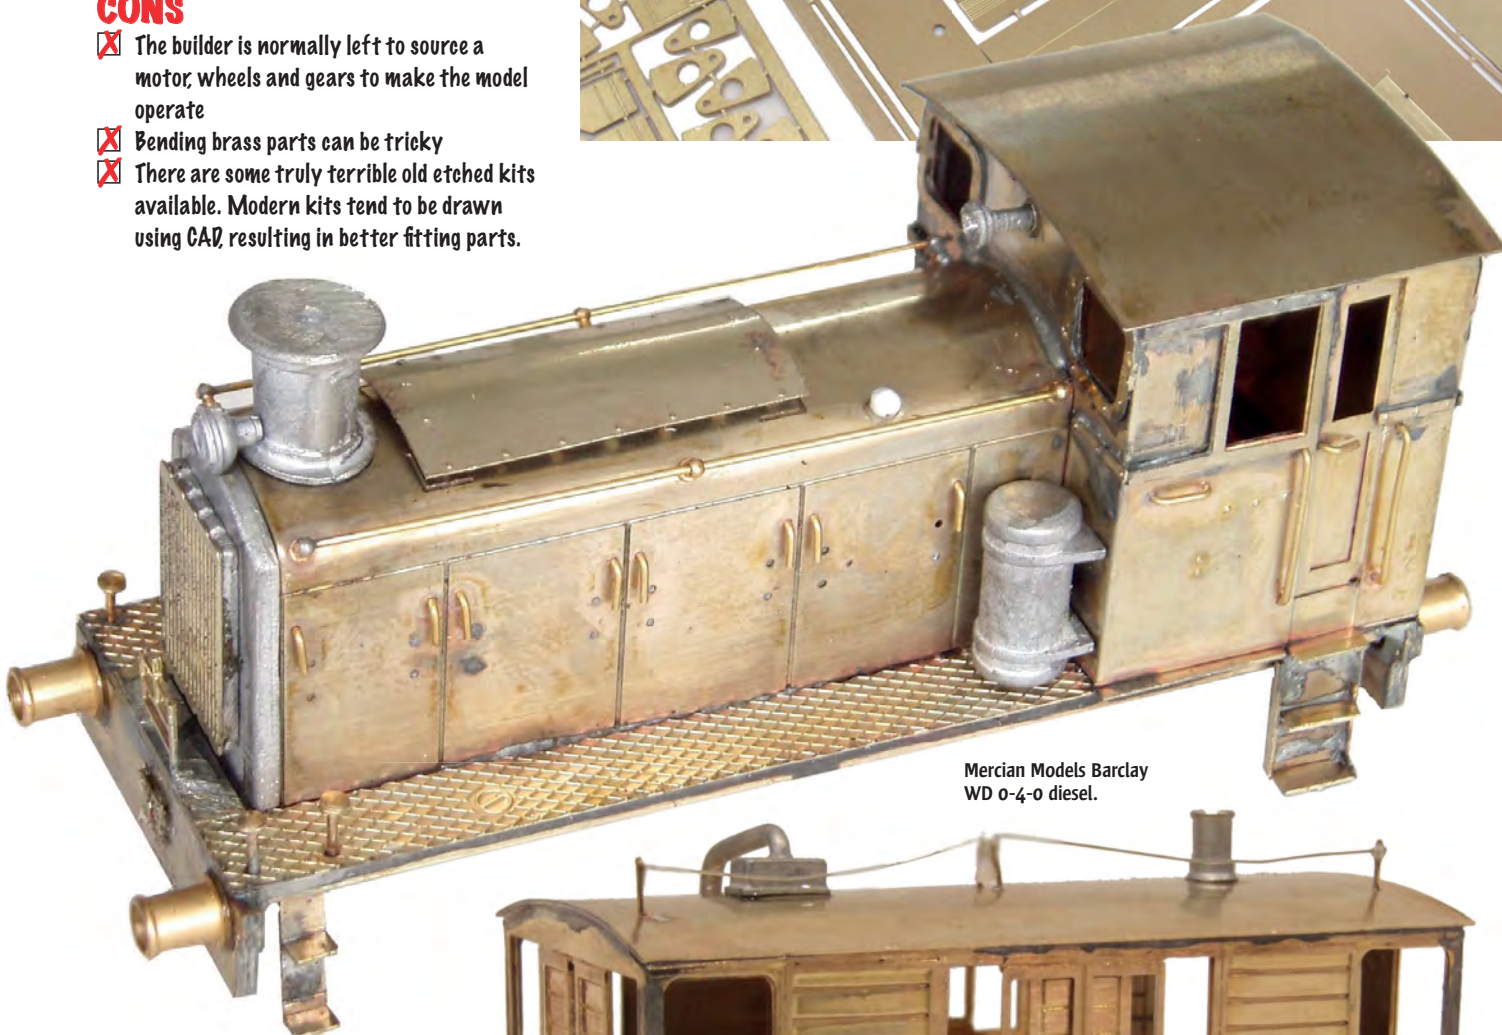 CONS
The builder is normally left to source a
motor, wheels and gears to make the model
operate
Bending brass parts can be tricky
There are some truly terrible old etched kits
available. Modern kits tend to be drawn
using CAD, resulting in better fitting parts.
Mercian Models Barclay
WD 0-4-0 diesel.